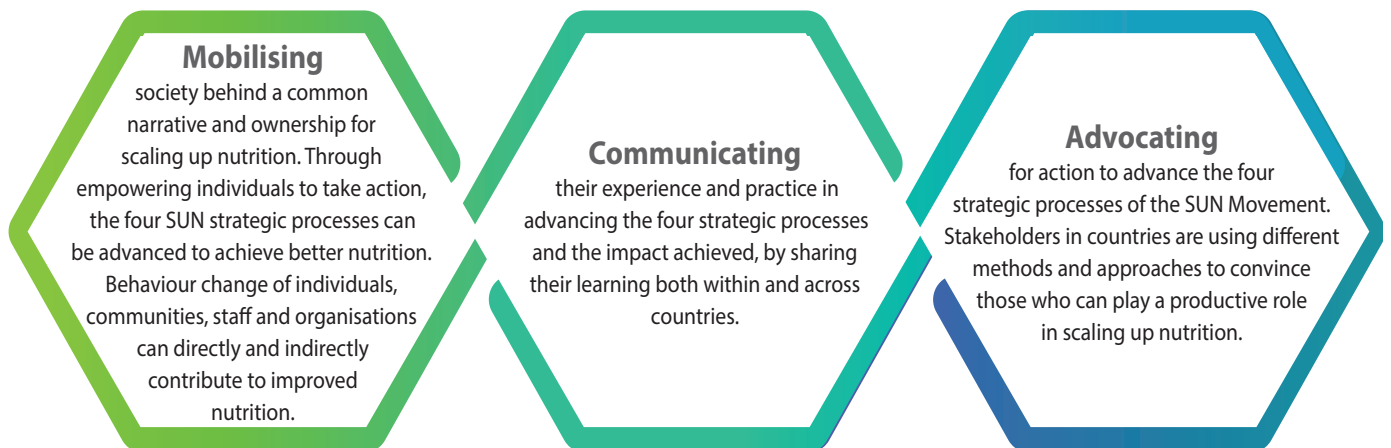 Mobilising
society behind a common
narrative and ownership for
scaling up nutrition. Through
empowering individuals to take action,
the four SUN strategic processes can
be advanced to achieve better nutrition.
Behaviour change of individuals,
communities, staff and organisations
can directly and indirectly
contribute to improved
nutrition.
Communicating
their experience and practice in
advancing the four strategic processes
and the impact achieved, by sharing
their learning both within and across
countries.
Advocating
for action to advance the four
strategic processes of the SUN Movement.
Stakeholders in countries are using different
methods and approaches to convince
those who can play a productive role
in scaling up nutrition.